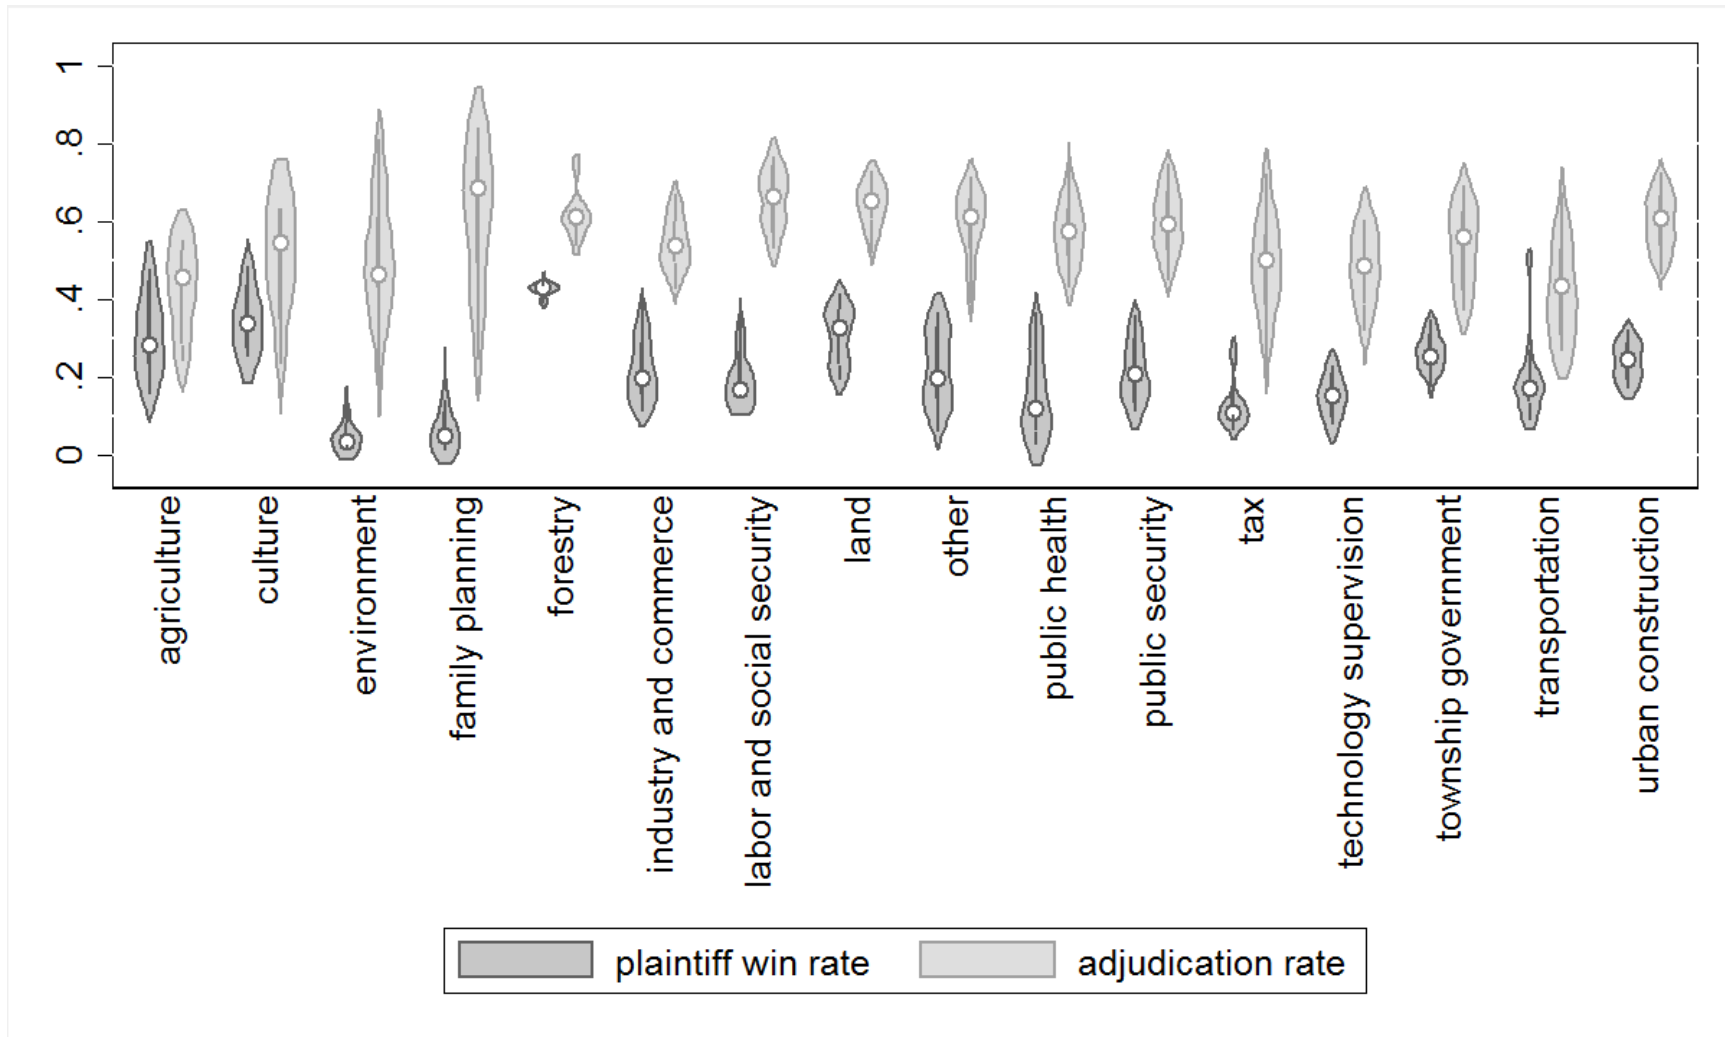 1
.8
.6
.4
.2
0
agriculture
culture
environment
family planning
forestry
industry and commerce
labor and social security
land
other
public health
public security
tax
technology supervision
township government
transportation
urban construction
plaintiff win rate
adjudication rate